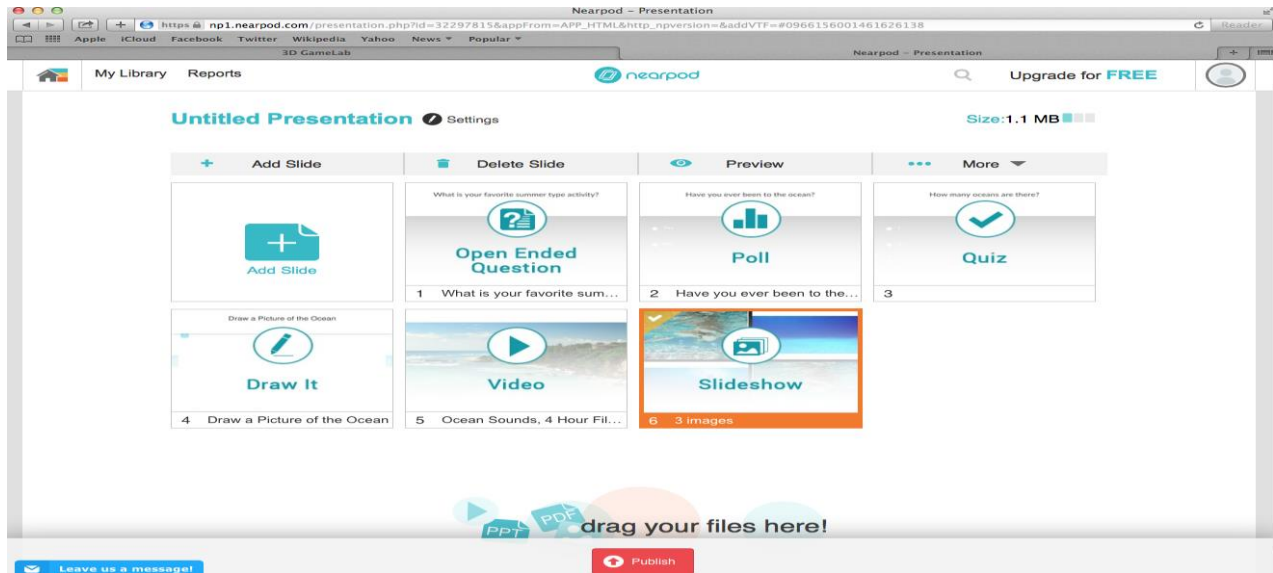 Nearpod – Presentation
https np1.nearpod.com/presentation.php?id=32297815&appFrom=APP_HTML&http_npversion=&addVTF=#0966156001461626138
Reader
Apple iCloud Facebook Twitter Wikipedia Yahoo News Popular
3D GameLab Nearpod – Presentation
My Library Reports nearpod Upgrade for FREE
Untitled Presentation Settings Size:1.1 MB
+ Add Slide Delete Slide Preview More
Add Slide
What is your favorite summer type activity?
Open Ended
Question
1 What is your favorite sum...
Have you ever been to the ocean?
Poll
2 Have you ever been to the...
How many oceans are there?
Quiz
3
Draw a Picture of the Ocean
Draw It
4 Draw a Picture of the Ocean
Video
5 Ocean Sounds, 4 Hour Fil...
Slideshow
6 3 images
PPT PDF drag your files here!
Publish
Leave us a message!